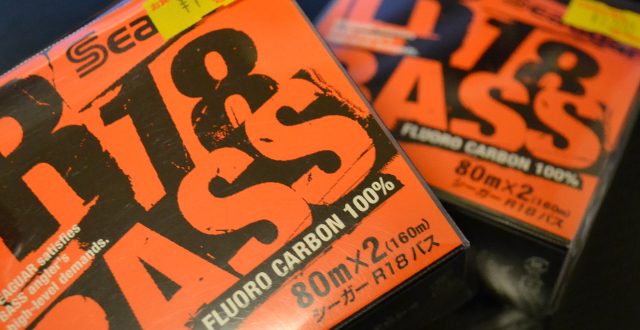 Sea
R18
BASS
SEAGUAR satisfies
BASS angler's
high-level demands.
FLUORO CARBON 100%
80m×2(160m)
シーガー R18 バス
R18
BASS
FLUORO CARBON 100%
80m×2(160m)
シーガー R18 バス